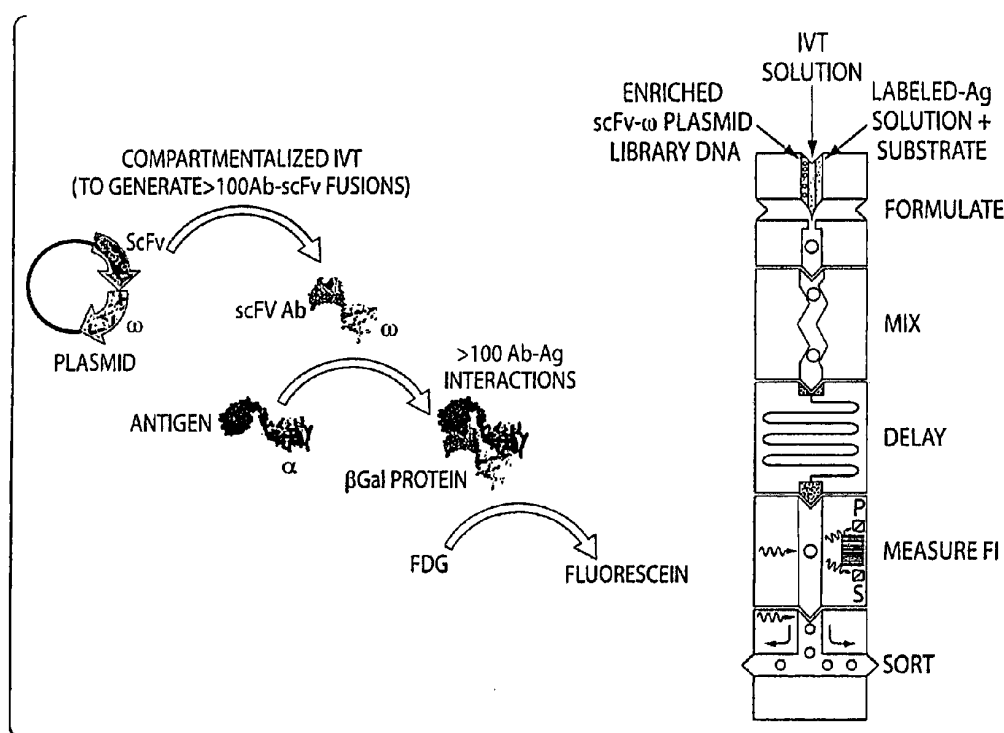 COMPARTMENTALIZED IVT
(TO GENERATE>100Ab-scFv FUSIONS)
ScFv
ω
PLASMID
scFV Ab
ω
>100 Ab-Ag
INTERACTIONS
ANTIGEN
α
βGal PROTEIN
FDG
FLUORESCEIN
IVT
SOLUTION
ENRICHED
scFv-ω PLASMID
LIBRARY DNA
LABELED-Ag
SOLUTION +
SUBSTRATE
FORMULATE
MIX
DELAY
P
MEASURE FI
S
SORT